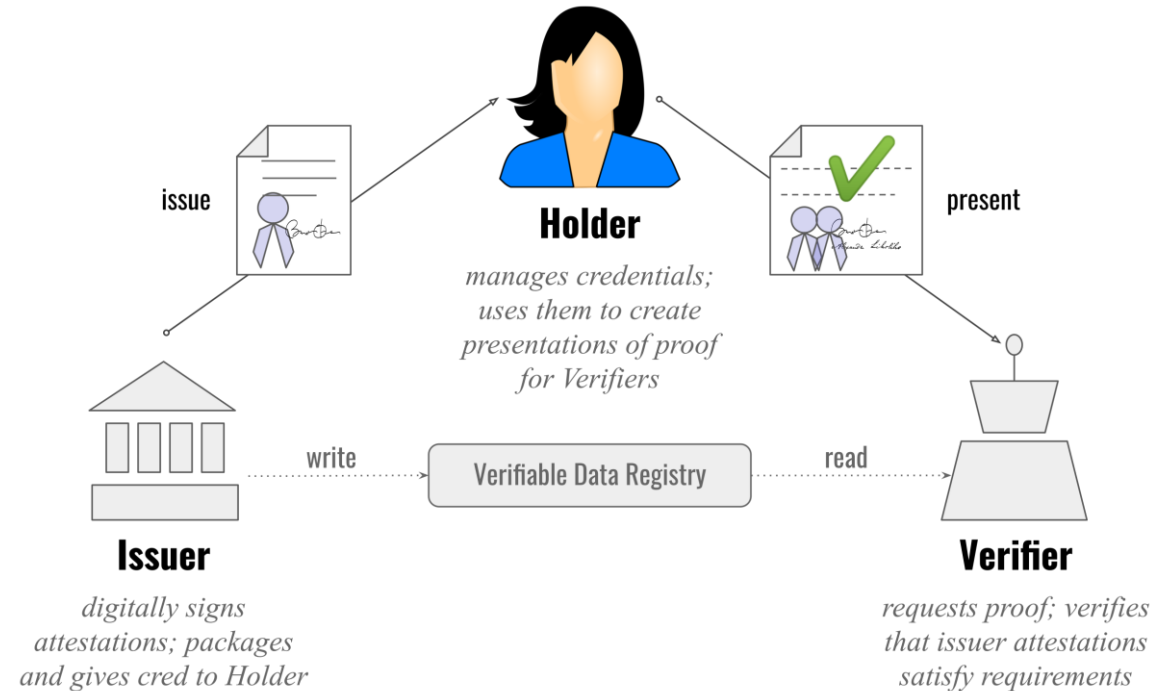 issue
present
Holder
manages credentials;
uses them to create
presentations of proof
for Verifiers
write
Verifiable Data Registry
read
Issuer
digitally signs
attestations; packages
and gives cred to Holder
Verifier
requests proof; verifies
that issuer attestations
satisfy requirements